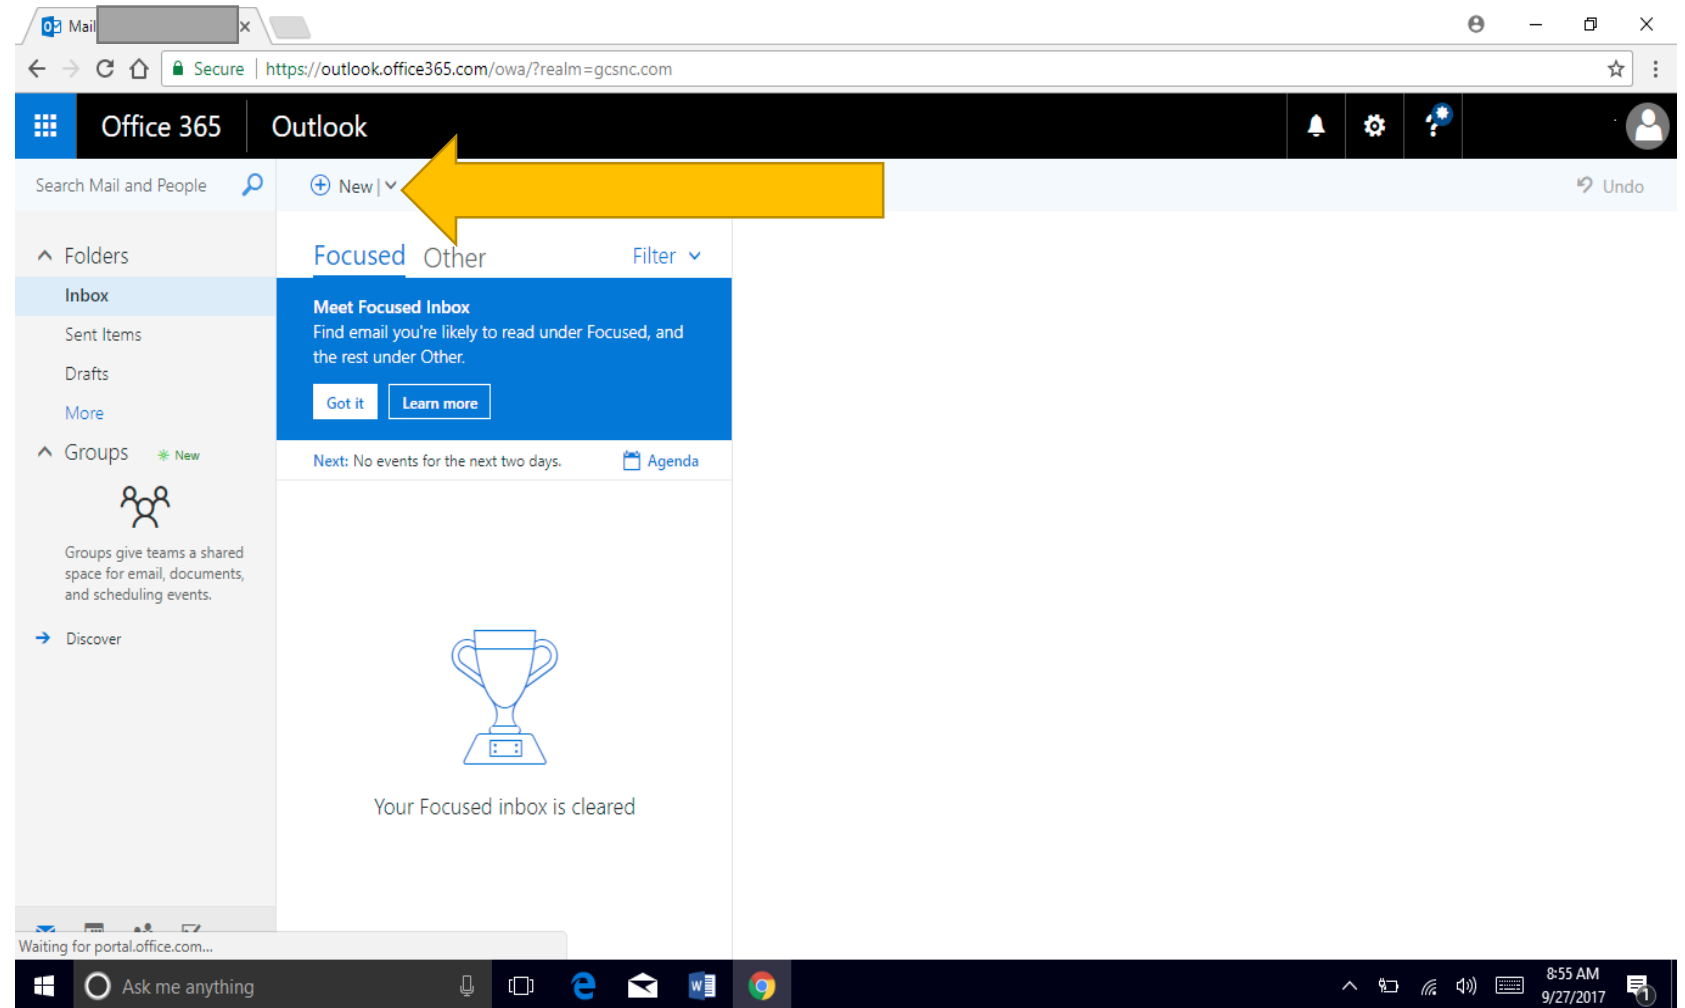 Mail
Secure | https://outlook.office365.com/owa/?realm=gcsnc.com
Office 365 Outlook
Search Mail and People
New
Undo
Folders
Inbox
Sent Items
Drafts
More
Groups New
Groups give teams a shared
space for email, documents,
and scheduling events.
Discover
Focused Other Filter
Meet Focused Inbox
Find email you're likely to read under Focused, and
the rest under Other.
Got it Learn more
Next: No events for the next two days. Agenda
Your Focused inbox is cleared
Waiting for portal.office.com...
Ask me anything
8:55 AM
9/27/2017
1